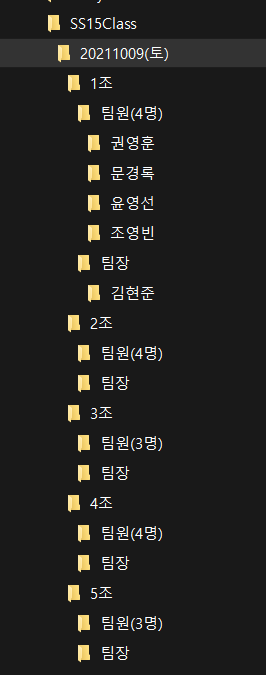 SS15Class
20211009(토)
1조
팀원(4명)
권영훈
문경록
윤영선
조영빈
팀장
김현준
2조
팀원(4명)
팀장
3조
팀원(3명)
팀장
4조
팀원(4명)
팀장
5조
팀원(3명)
팀장